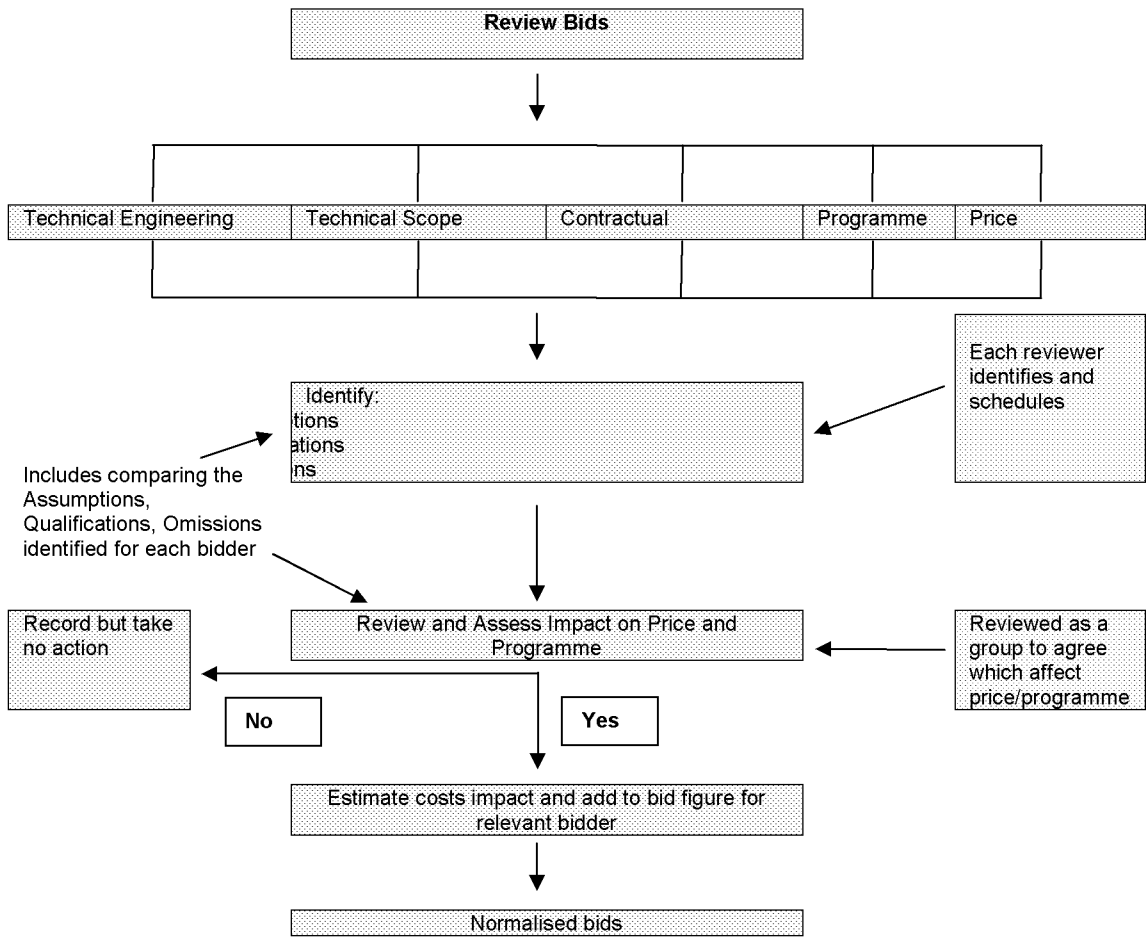 Review Bids
Technical Engineering
Technical Scope
Contractual
Programme
Price
Each reviewer
identifies and
schedules
Identify:
tions
ations
ns
Includes comparing the
Assumptions,
Qualifications, Omissions
identified for each bidder
Record but take
no action
Review and Assess Impact on Price and
Programme
Reviewed as a
group to agree
which affect
price/programme
No
Yes
Estimate costs impact and add to bid figure for
relevant bidder
Normalised bids